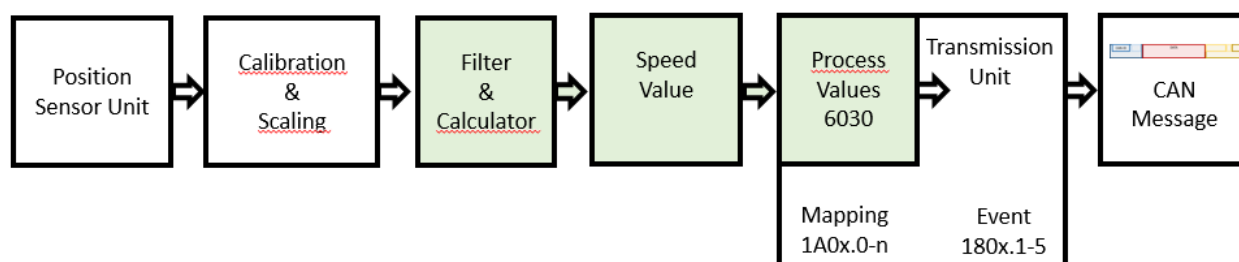 Position
Sensor Unit
Calibration
&
Scaling
Filter
&
Calculator
Speed
Value
Process
Values
6030
Transmission
Unit
CAN
Message
Mapping
1A0x.0-n
Event
180x.1-5